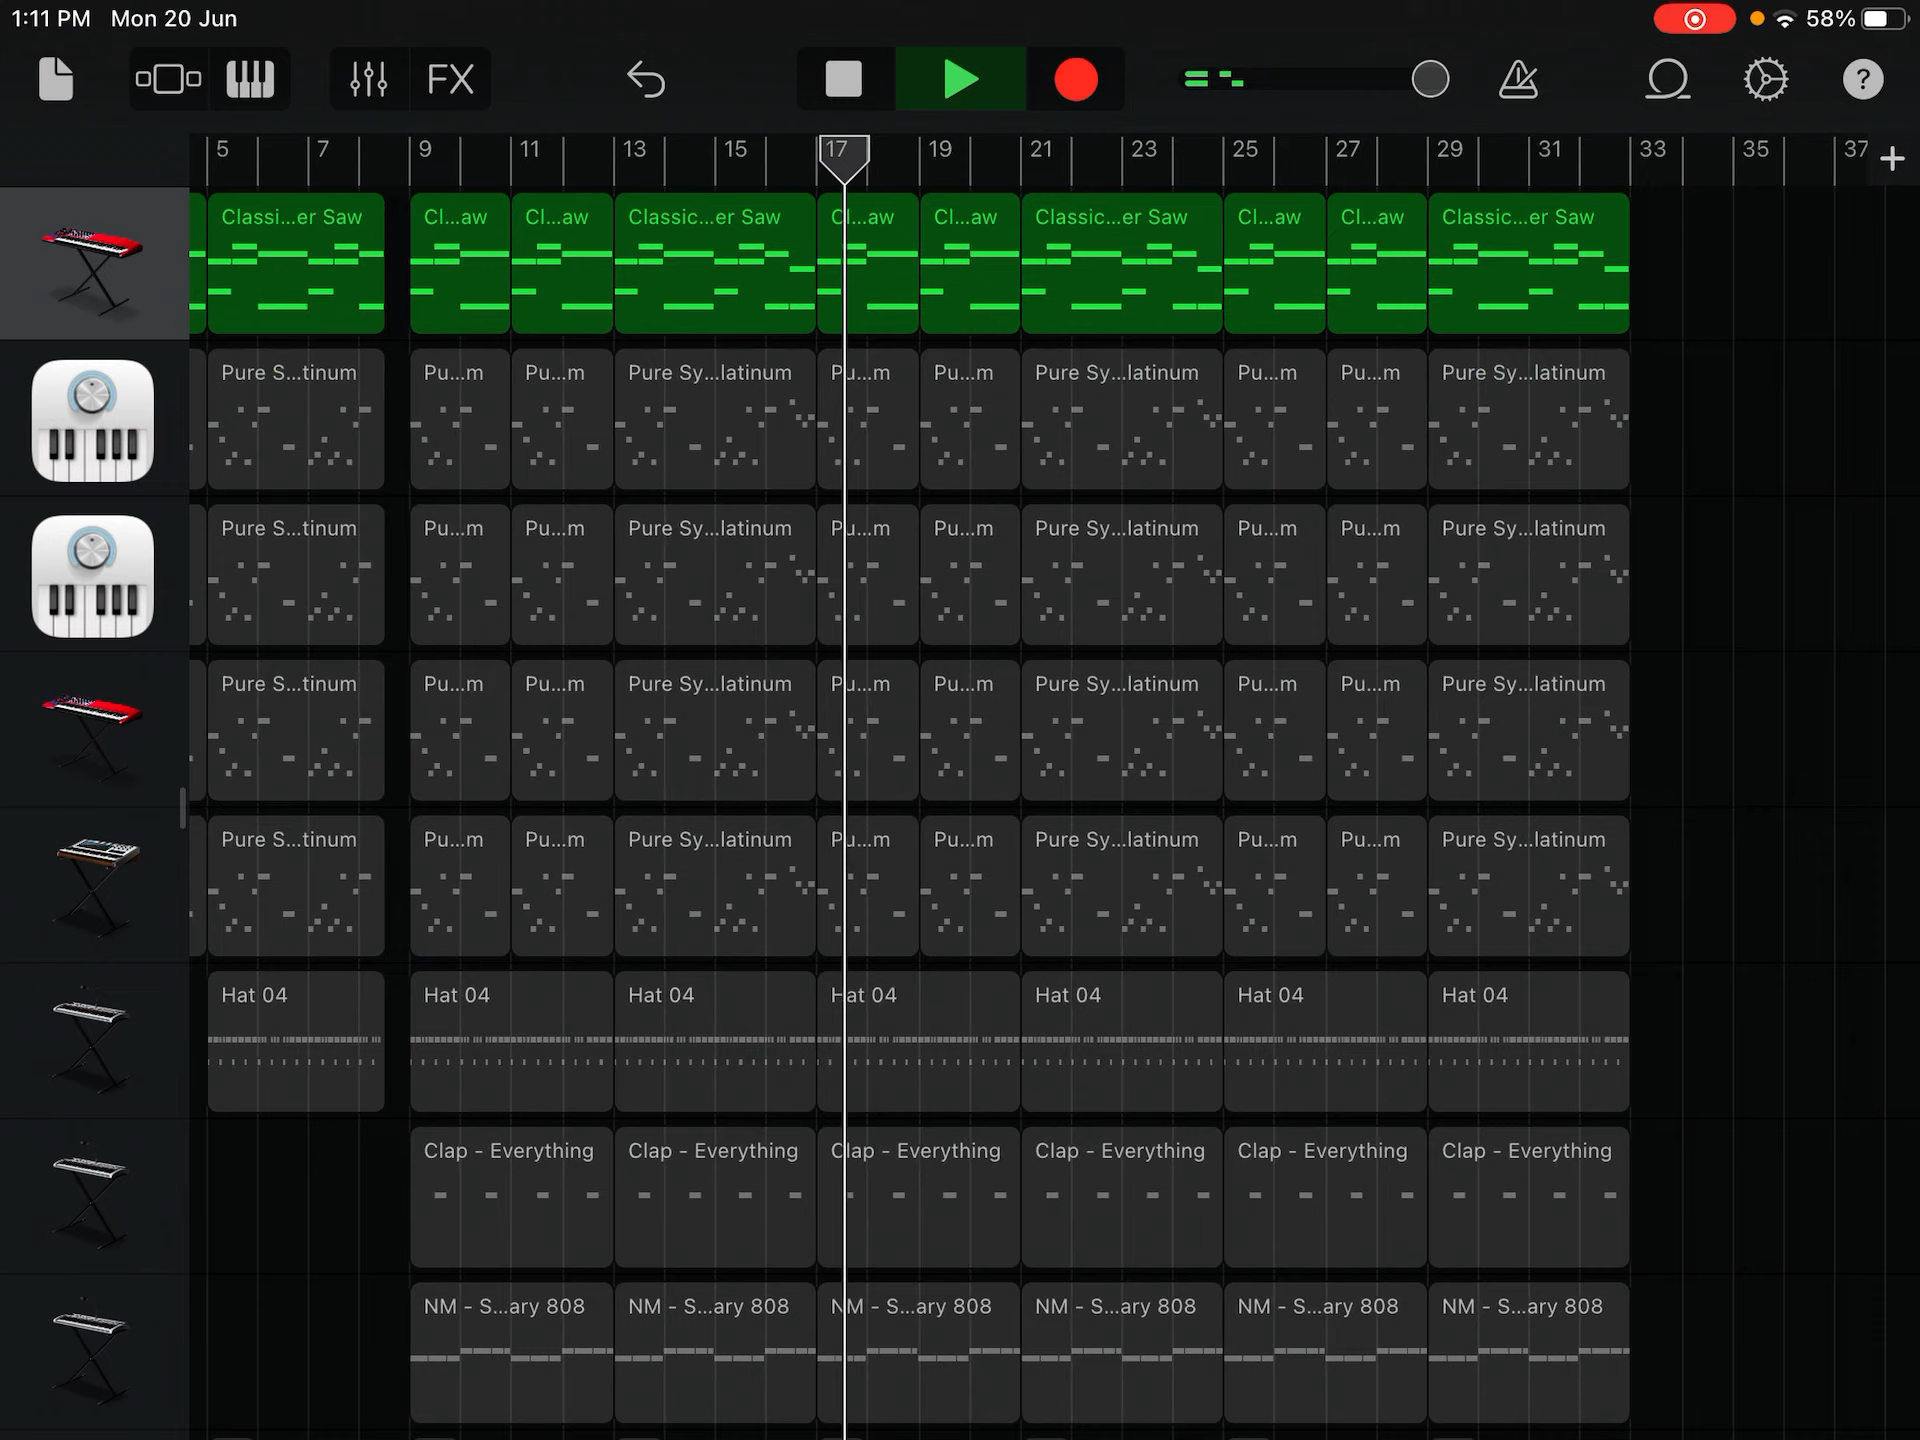 1:11 PM Mon 20 Jun 58%
FX ?
5 7 9 11 13 15 17 19 21 23 25 27 29 31 33 35 37 +
Classi...er Saw Cl...aw Cl...aw Classic...er Saw Cl...aw Cl...aw Classic...er Saw Cl...aw Cl...aw Classic...er Saw
Pure S...tinum Pu...m Pu...m Pure Sy...latinum Pu...m Pu...m Pure Sy...latinum Pu...m Pu...m Pure Sy...latinum
Pure S...tinum Pu...m Pu...m Pure Sy...latinum Pu...m Pu...m Pure Sy...latinum Pu...m Pu...m Pure Sy...latinum
Pure S...tinum Pu...m Pu...m Pure Sy...latinum Pu...m Pu...m Pure Sy...latinum Pu...m Pu...m Pure Sy...latinum
Pure S...tinum Pu...m Pu...m Pure Sy...latinum Pu...m Pu...m Pure Sy...latinum Pu...m Pu...m Pure Sy...latinum
Hat 04 Hat 04 Hat 04 Hat 04 Hat 04 Hat 04 Hat 04
Clap - Everything Clap - Everything Clap - Everything Clap - Everything Clap - Everything Clap - Everything
NM - S...ary 808 NM - S...ary 808 NM - S...ary 808 NM - S...ary 808 NM - S...ary 808 NM - S...ary 808